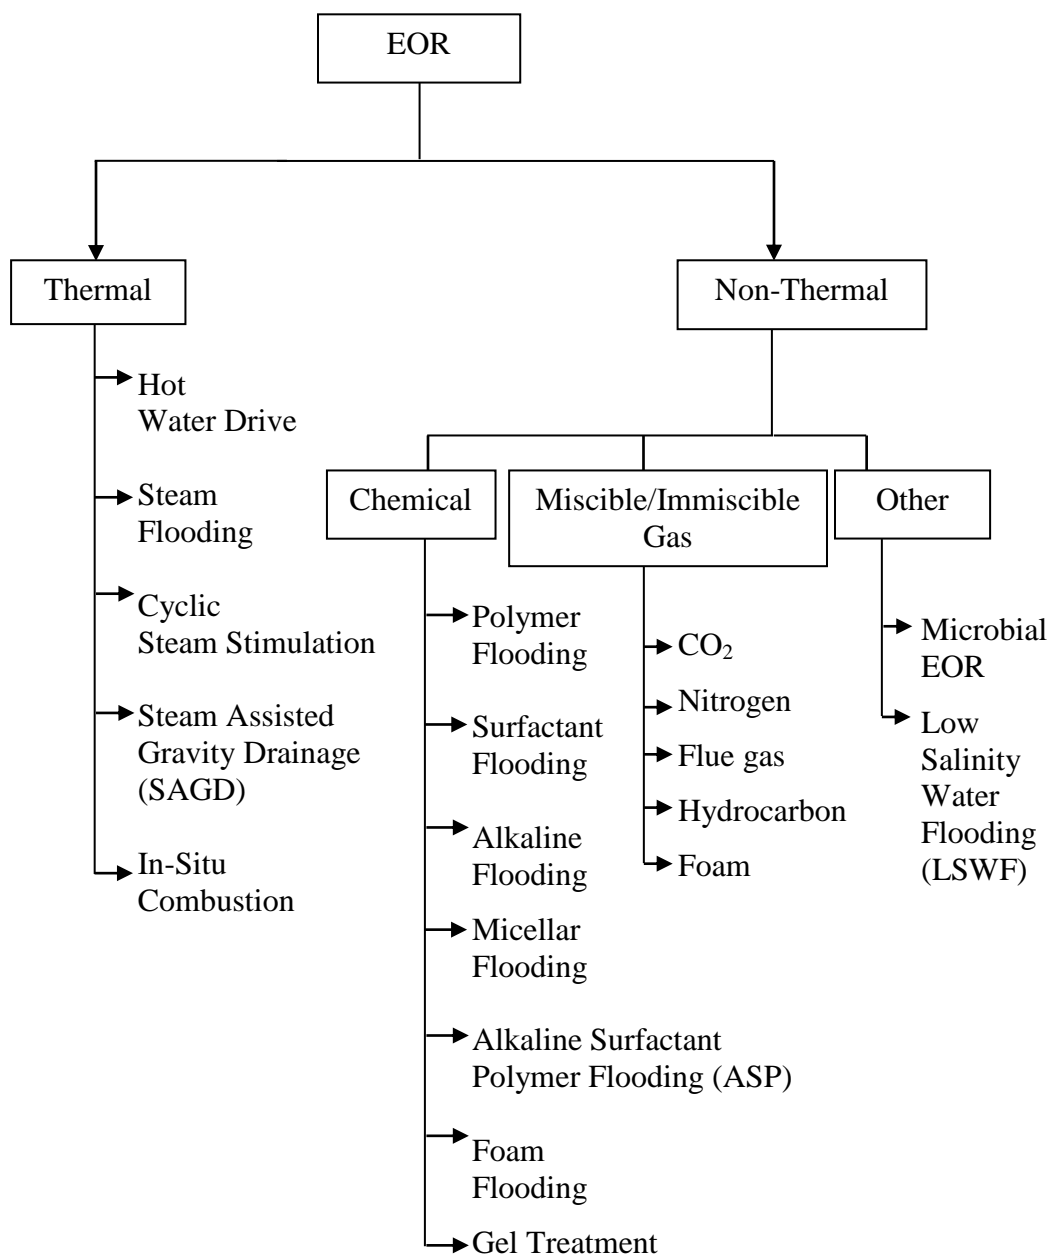 EOR
Thermal
Non-Thermal
Hot
Water Drive
Steam
Flooding
Cyclic
Steam Stimulation
Steam Assisted
Gravity Drainage
(SAGD)
In-Situ
Combustion
Chemical
Miscible/Immiscible
Gas
Other
Polymer
Flooding
Surfactant
Flooding
Alkaline
Flooding
Micellar
Flooding
Alkaline Surfactant
Polymer Flooding (ASP)
Foam
Flooding
Gel Treatment
CO₂
Nitrogen
Flue gas
Hydrocarbon
Foam
Microbial
EOR
Low
Salinity
Water
Flooding
(LSWF)